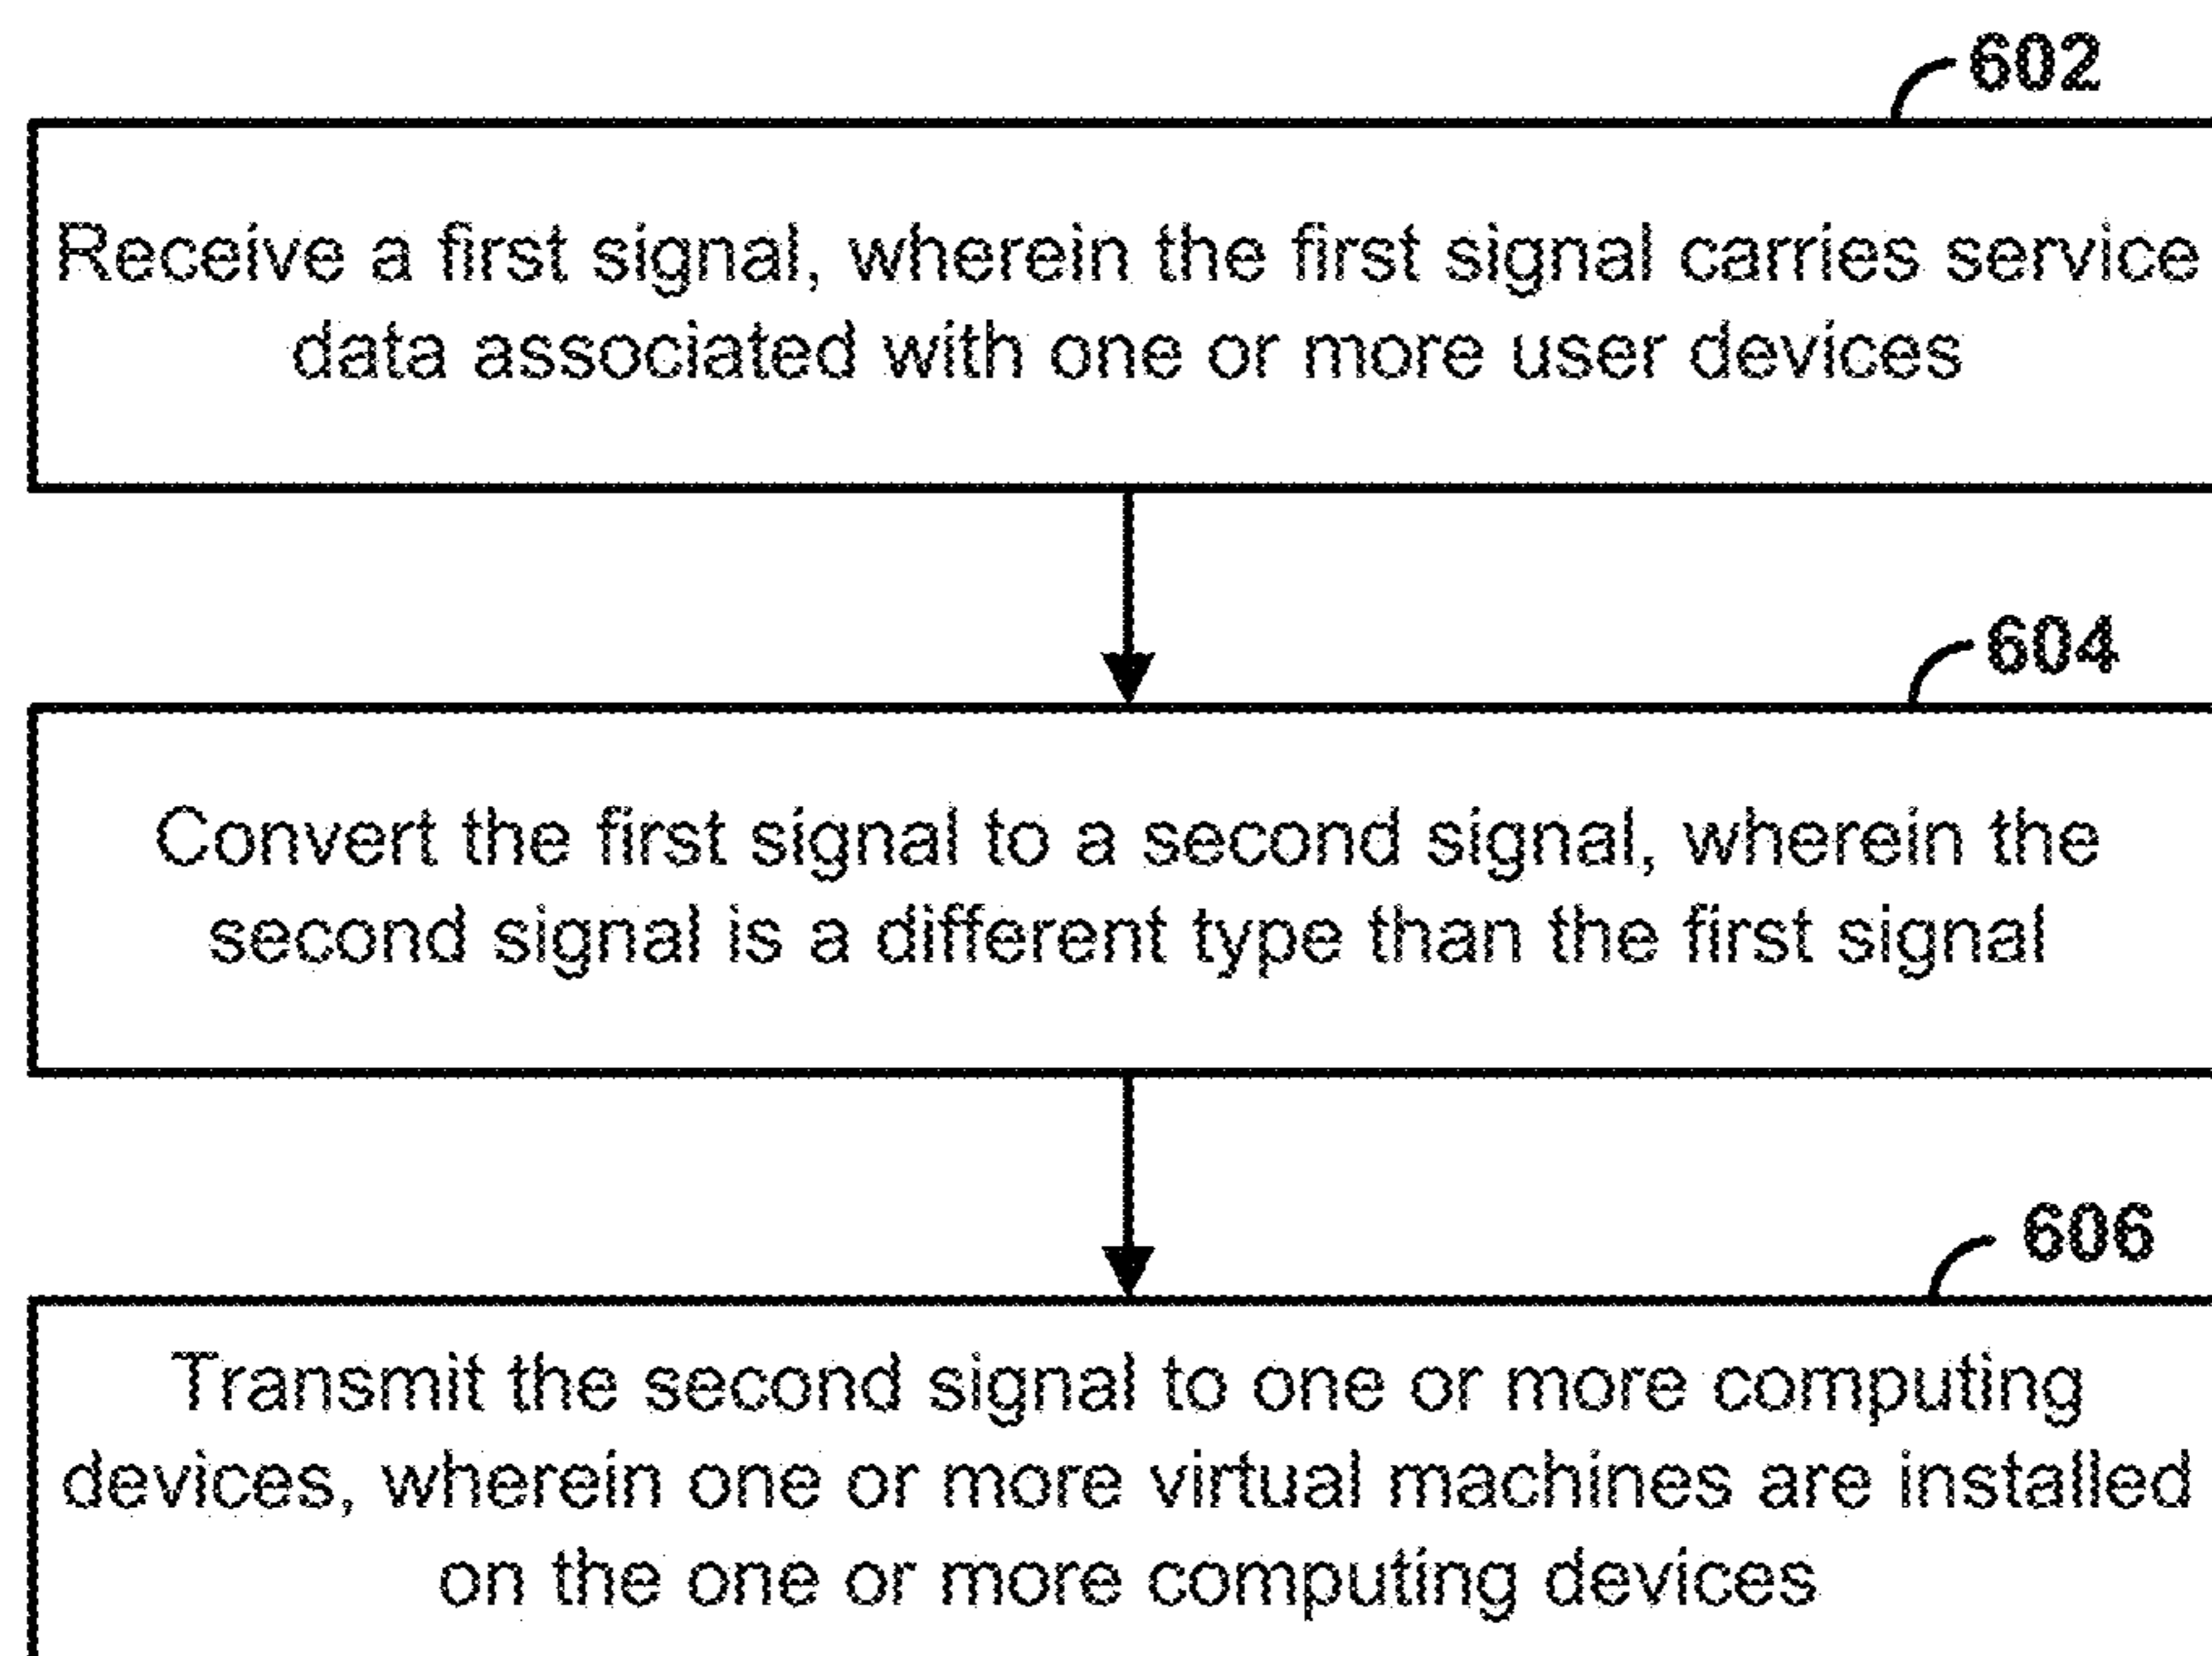 602
Receive a first signal, wherein the first signal carries service
data associated with one or more user devices
604
Convert the first signal to a second signal, wherein the
second signal is a different type than the first signal
606
Transmit the second signal to one or more computing
devices, wherein one or more virtual machines are installed
on the one or more computing devices